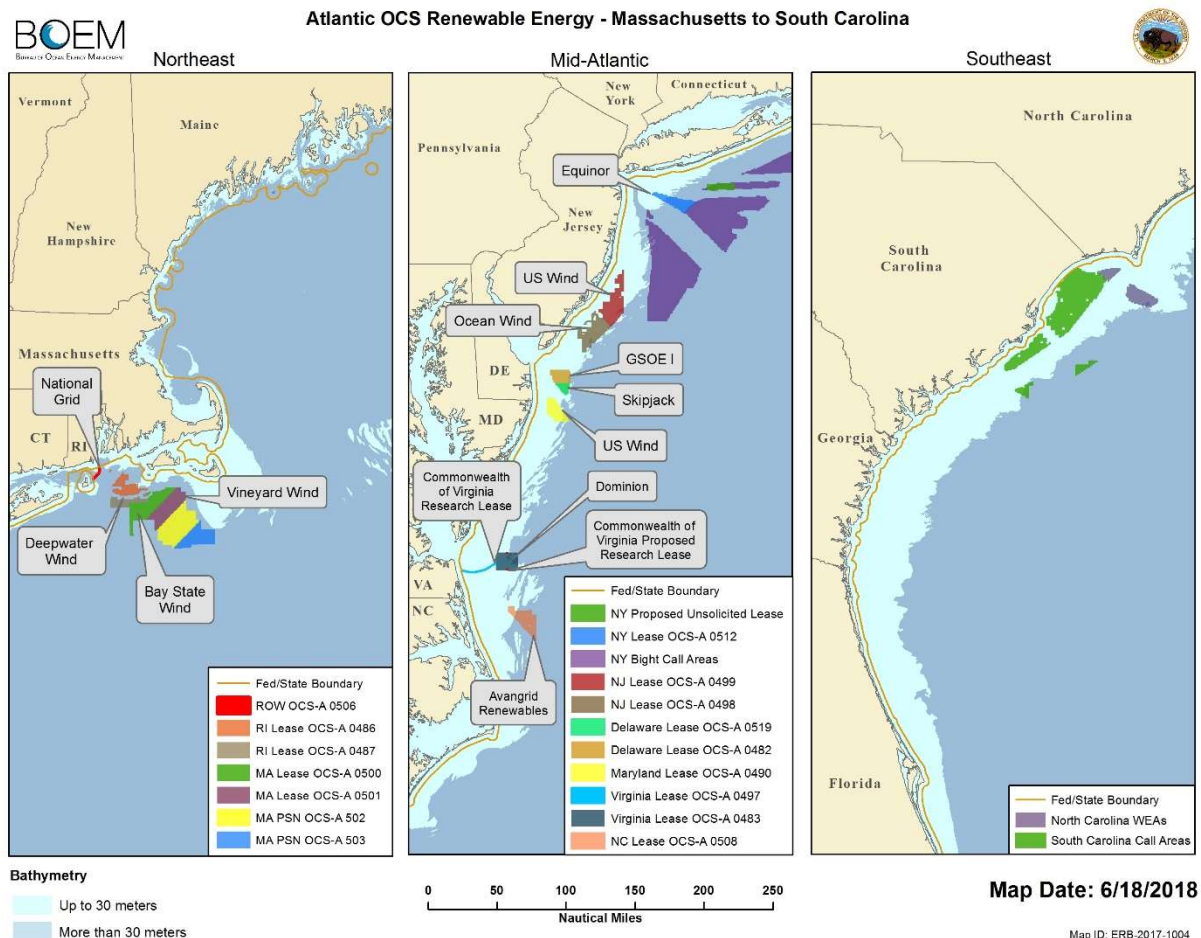 Atlantic OCS Renewable Energy - Massachusetts to South Carolina
BOEM
BUREAU OF OCEAN ENERGY MANAGEMENT
Northeast
Mid-Atlantic
Southeast
Vermont
Maine
New
Hampshire
Massachusetts
National
Grid
CT
RI
Vineyard Wind
Deepwater
Wind
Bay State
Wind
Fed/State Boundary
ROW OCS-A 0506
RI Lease OCS-A 0486
RI Lease OCS-A 0487
MA Lease OCS-A 0500
MA Lease OCS-A 0501
MA PSN OCS-A 502
MA PSN OCS-A 503
New
York
Connecticut
Pennsylvania
Equinor
New
Jersey
US Wind
Ocean Wind
GSOE I
DE
Skipjack
MD
US Wind
Commonwealth
of Virginia
Research Lease
Dominion
Commonwealth of
Virginia Proposed
Research Lease
VA
NC
Avangrid
Renewables
Fed/State Boundary
NY Proposed Unsolicited Lease
NY Lease OCS-A 0512
NY Bight Call Areas
NJ Lease OCS-A 0499
NJ Lease OCS-A 0498
Delaware Lease OCS-A 0519
Delaware Lease OCS-A 0482
Maryland Lease OCS-A 0490
Virginia Lease OCS-A 0497
Virginia Lease OCS-A 0483
NC Lease OCS-A 0508
North Carolina
South
Carolina
Georgia
Florida
Fed/State Boundary
North Carolina WEAs
South Carolina Call Areas
Bathymetry
Up to 30 meters
More than 30 meters
0 50 100 150 200 250
Nautical Miles
Map Date: 6/18/2018
Map ID: ERB-2017-1004